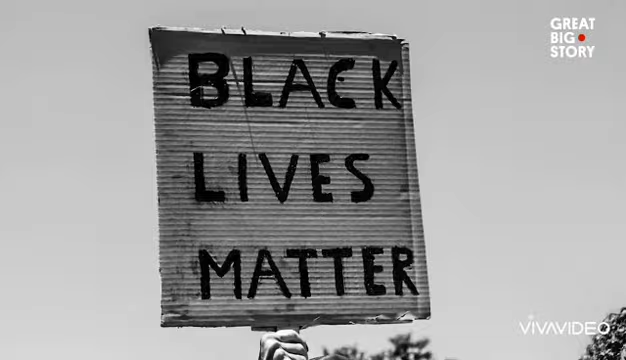 GREAT
BIG
STORY
BLACK
LIVES
MATTER
VIVAVIDEO